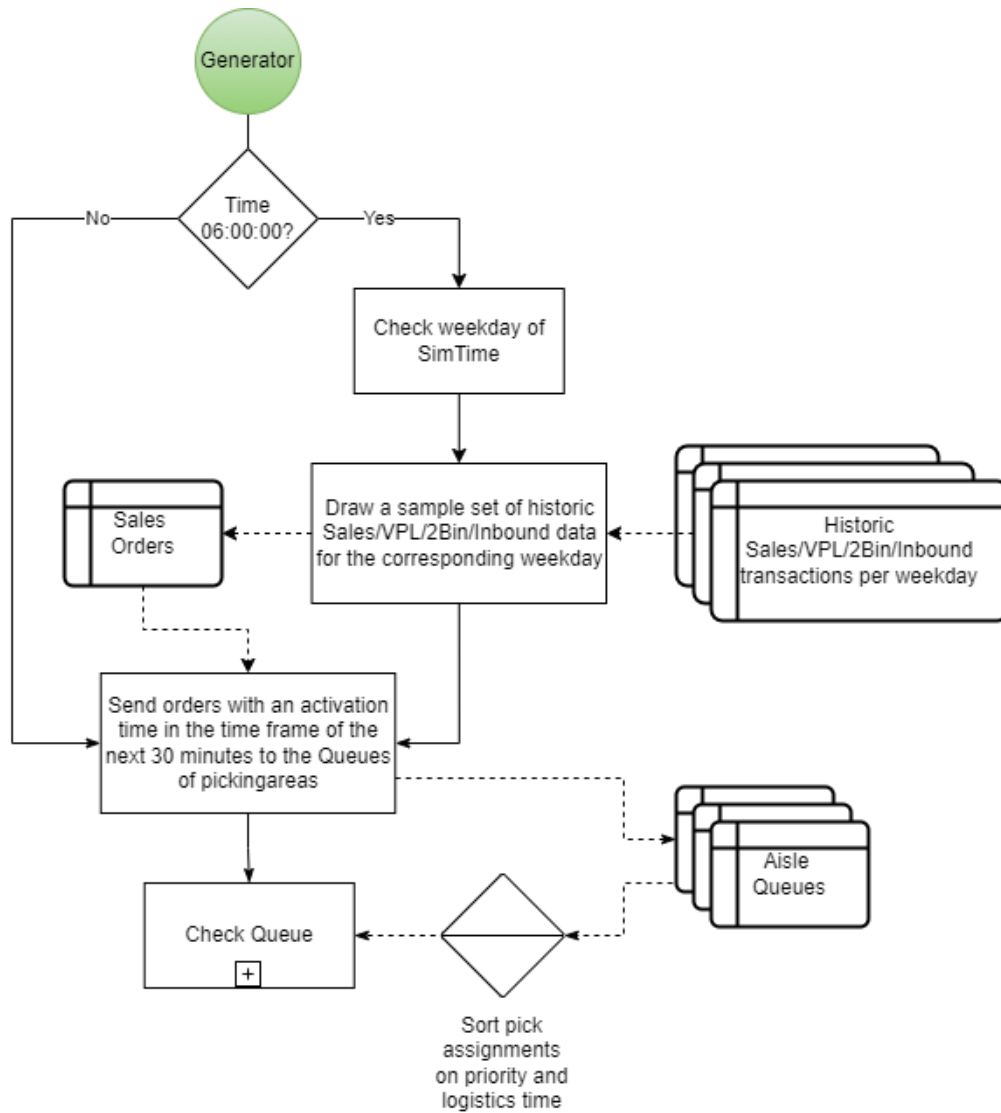 Generator
Time
06:00:00?
No
Yes
Check weekday of
SimTime
Sales
Orders
Draw a sample set of historic
Sales/VPL/2Bin/Inbound data
for the corresponding weekday
Historic
Sales/VPL/2Bin/Inbound
transactions per weekday
Send orders with an activation
time in the time frame of the
next 30 minutes to the Queues
of pickingareas
Aisle
Queues
Check Queue
+
Sort pick
assignments
on priority and
logistics time